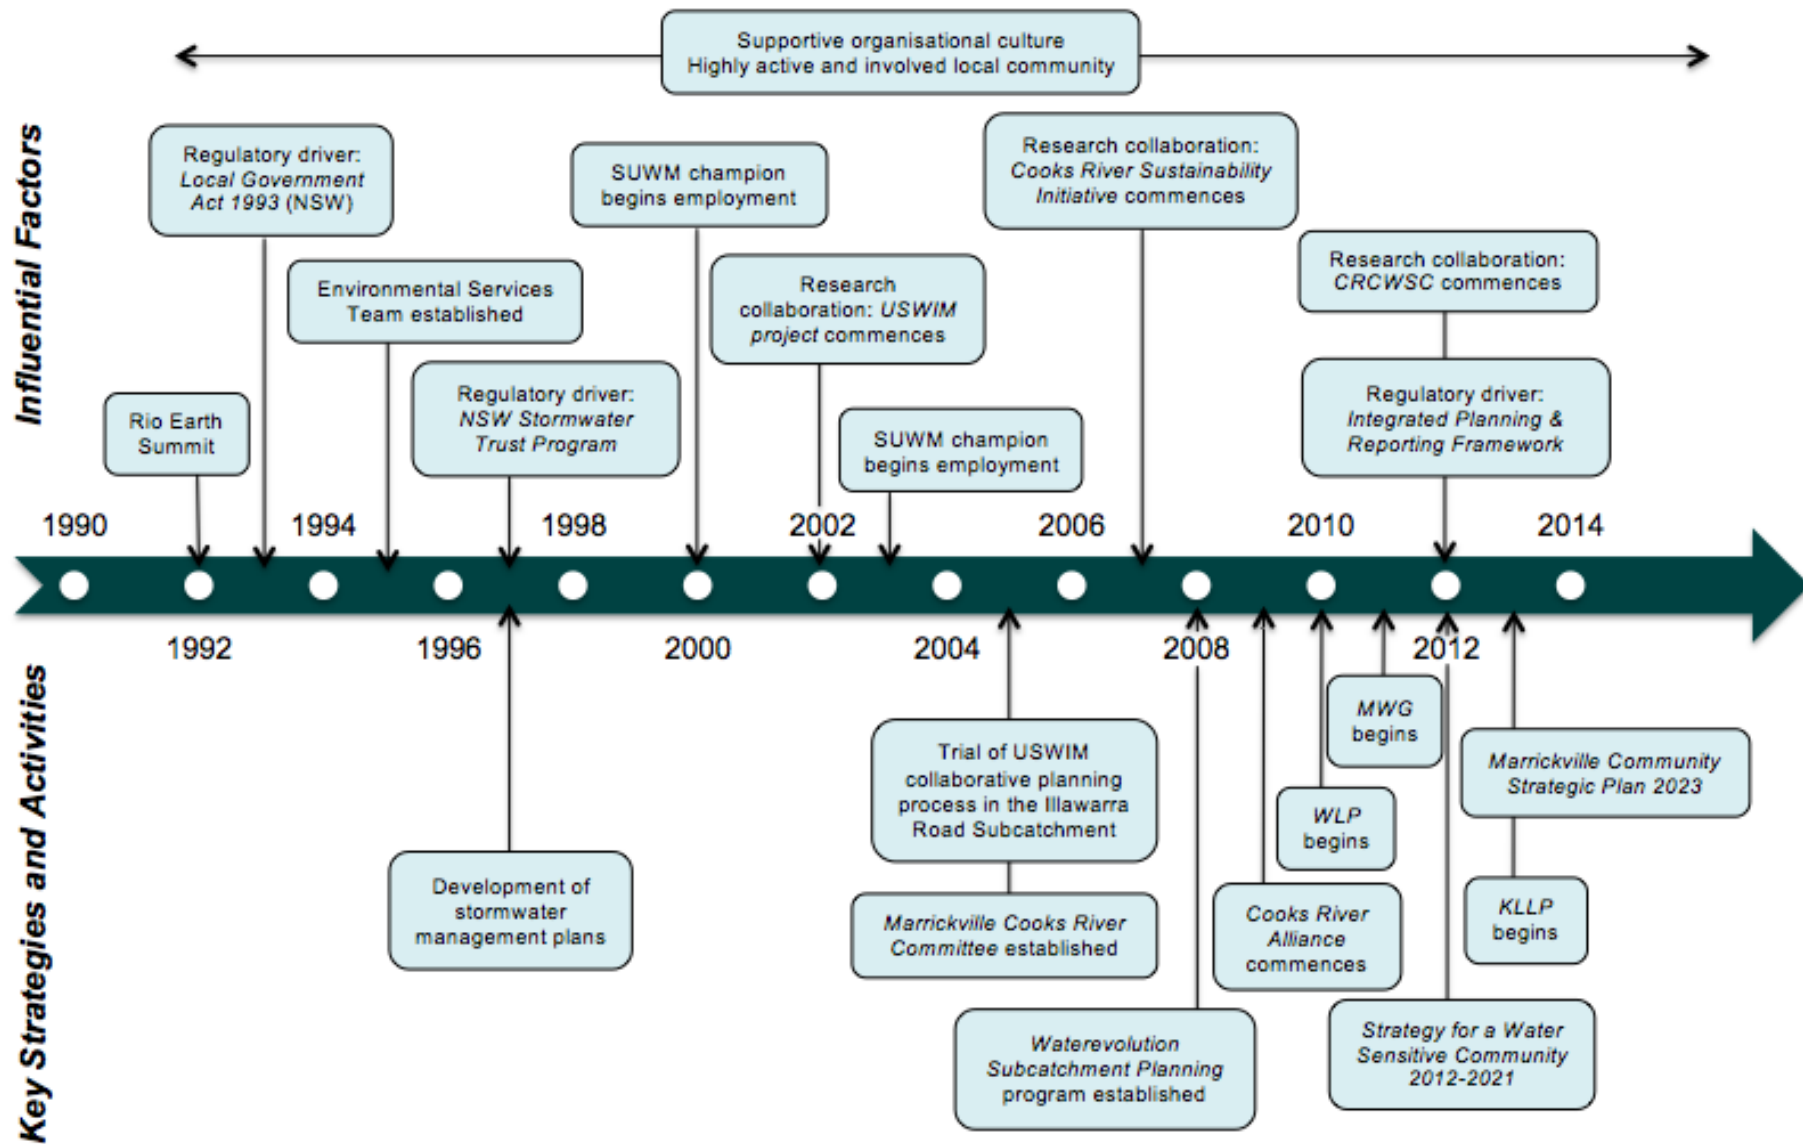 Supportive organisational culture
Highly active and involved local community
Influential Factors
Regulatory driver:
Local Government
Act 1993 (NSW)
SUWM champion
begins employment
Research collaboration:
Cooks River Sustainability
Initiative commences
Environmental Services
Team established
Research
collaboration: USWIM
project commences
Research collaboration:
CRCWSC commences
Rio Earth
Summit
Regulatory driver:
NSW Stormwater
Trust Program
SUWM champion
begins employment
Regulatory driver:
Integrated Planning &
Reporting Framework
1990
1994
1998
2002
2006
2010
2014
1992
1996
2000
2004
2008
2012
Key Strategies and Activities
Development of
stormwater
management plans
Trial of USWIM
collaborative planning
process in the Illawarra
Road Subcatchment
Marrickville Cooks River
Committee established
Waterevolution
Subcatchment Planning
program established
Cooks River
Alliance
commences
WLP
begins
MWG
begins
Strategy for a Water
Sensitive Community
2012-2021
Marrickville Community
Strategic Plan 2023
KLLP
begins